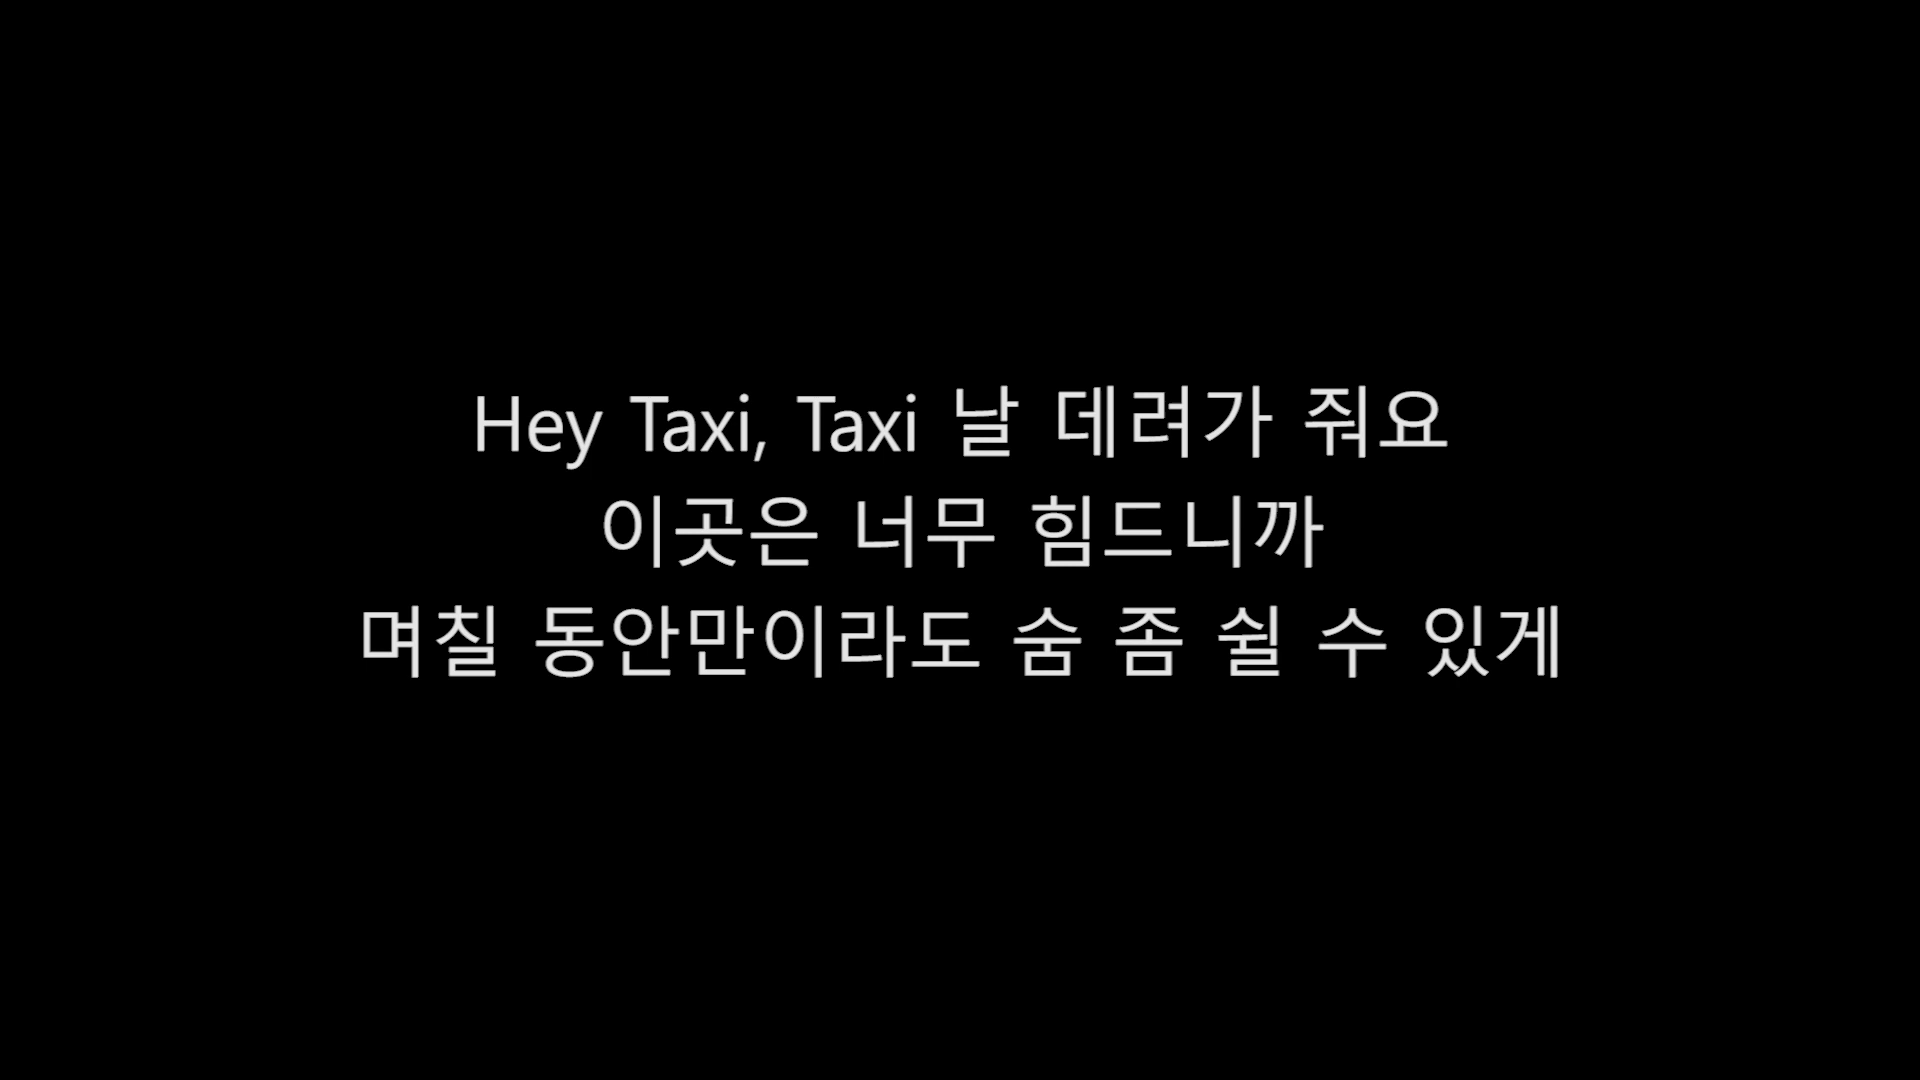 Hey Taxi, Taxi 날 데려가 줘요
이곳은 너무 힘드니까
며칠 동안만이라도 숨 좀 쉴 수 있게